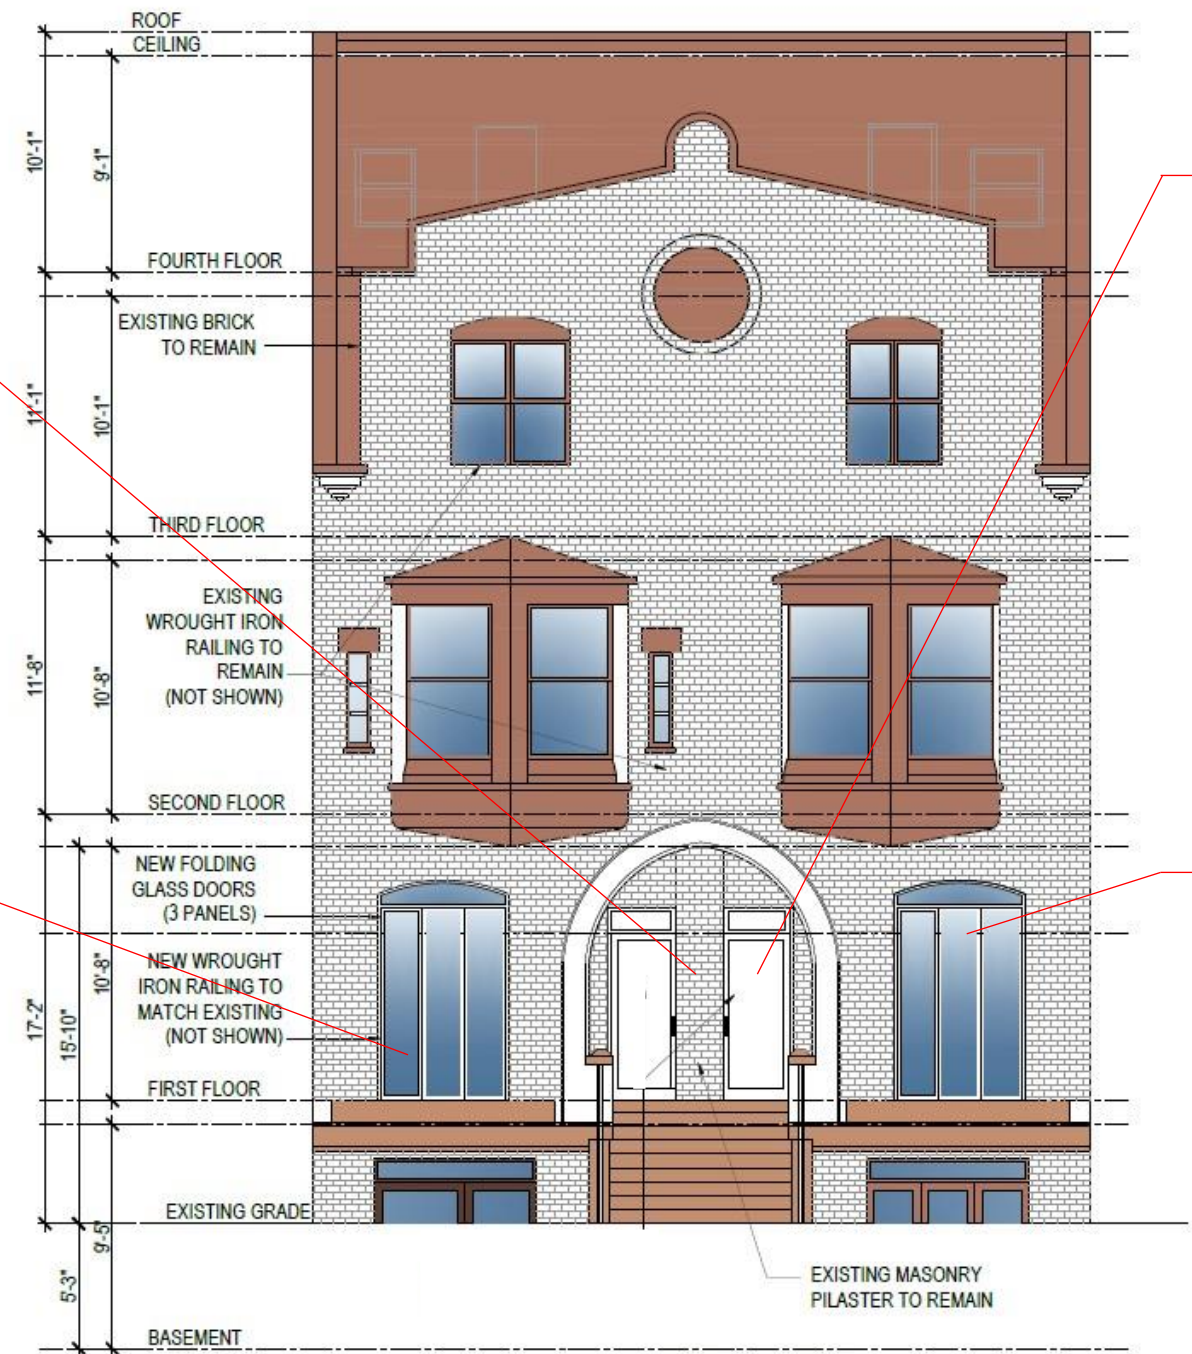 ROOF
CEILING
10'-1"
9'-1"
FOURTH FLOOR
EXISTING BRICK
TO REMAIN
11'-1"
10'-1"
THIRD FLOOR
EXISTING
WROUGHT IRON
RAILING TO
REMAIN
(NOT SHOWN)
11'-8"
10'-8"
SECOND FLOOR
NEW FOLDING
GLASS DOORS
(3 PANELS)
NEW WROUGHT
IRON RAILING TO
MATCH EXISTING
(NOT SHOWN)
17'-2"
15'-10"
10'-8"
FIRST FLOOR
EXISTING GRADE
9'-5"
5'-3"
EXISTING MASONRY
PILASTER TO REMAIN
BASEMENT